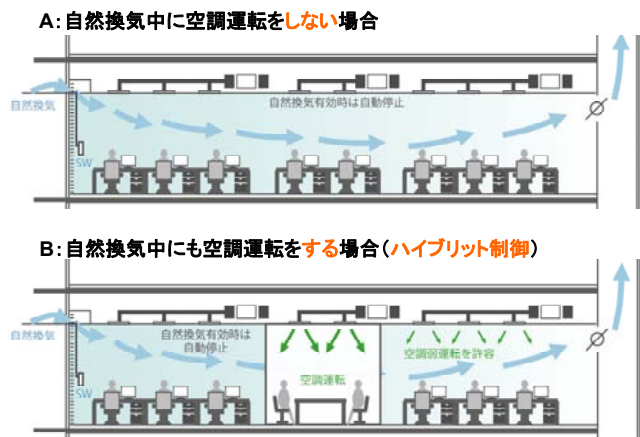 A:自然換気中に空調運転をしない場合
自然換気
自然換気有効時は自動停止
SW
B:自然換気中にも空調運転をする場合(ハイブリット制御)
自然換気
自然換気有効時は
自動停止
空調運転
空調弱運転を許容
SW